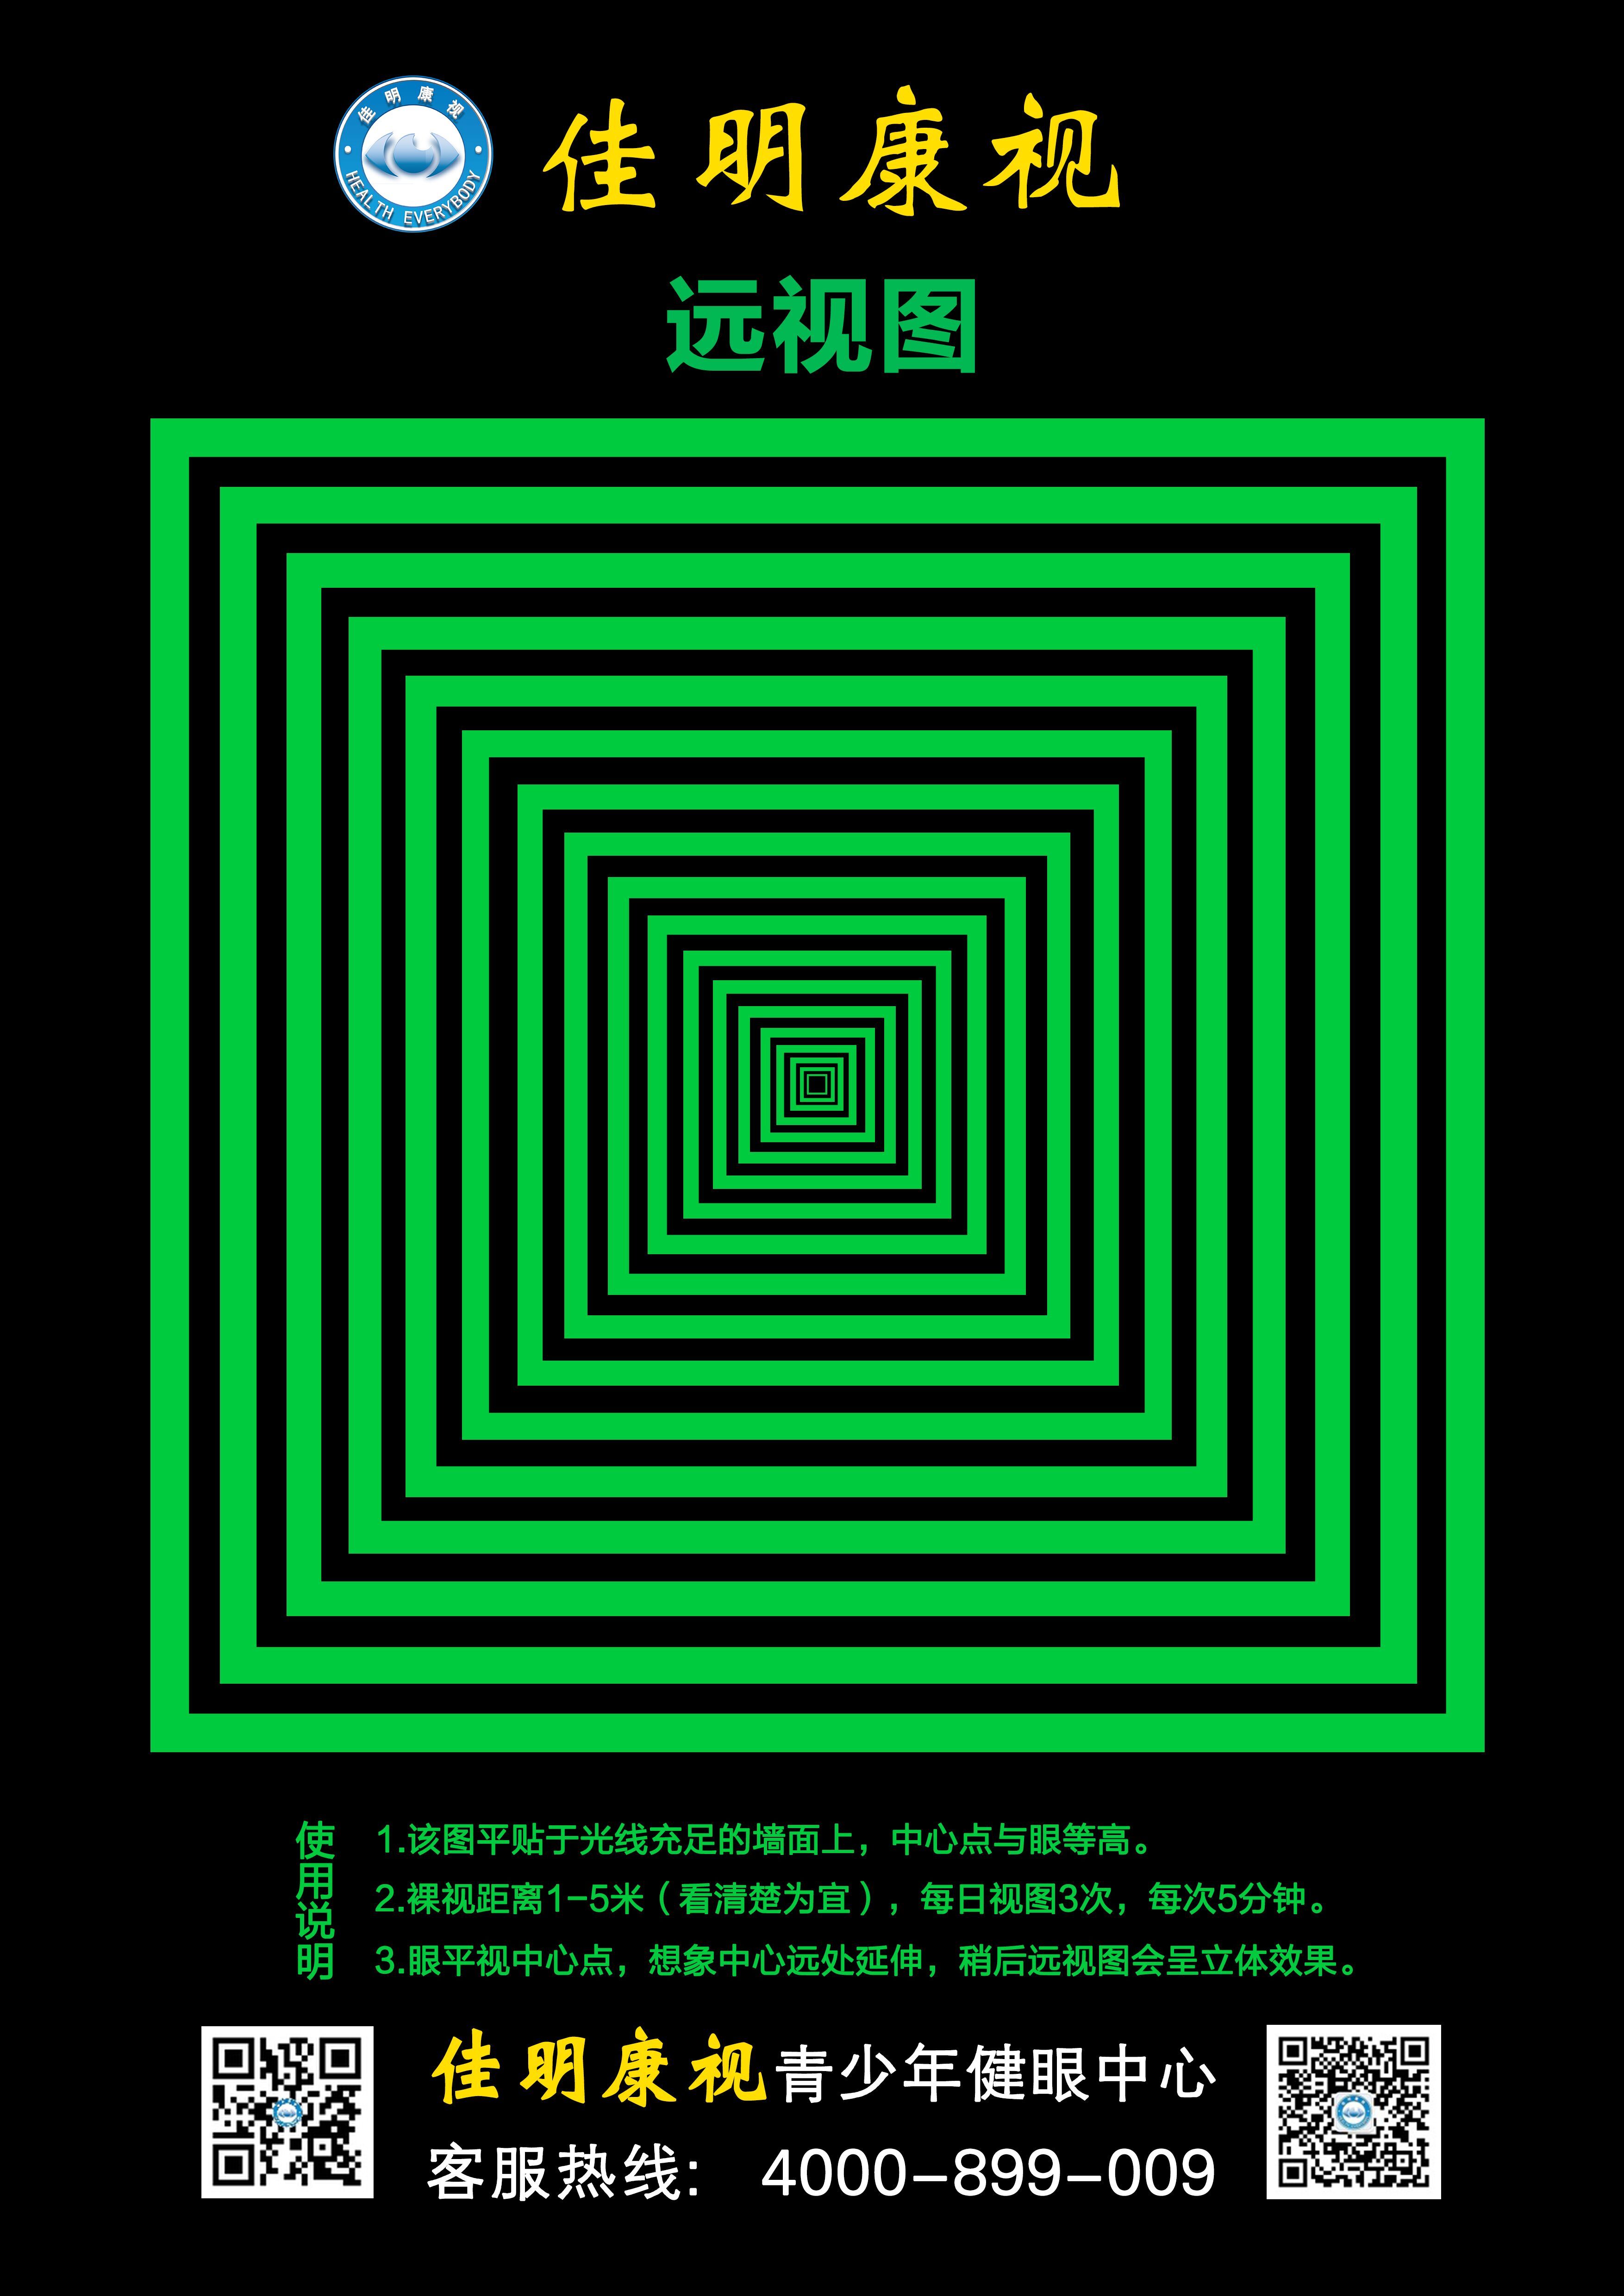 佳明康视
HEALTH EVERYBODY
佳明康视
远视图
使用说明
1.该图平贴于光线充足的墙面上，中心点与眼等高。
2.裸视距离1-5米（看清楚为宜），每日视图3次，每次5分钟。
3.眼平视中心点，想象中心远处延伸，稍后远视图会呈立体效果。
佳明康视青少年健眼中心
客服热线： 4000-899-009